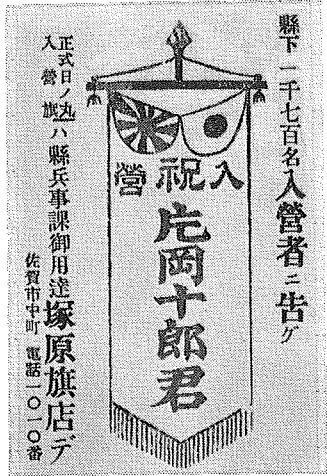 縣下一千七百名入營者ニ告グ
祝入營
片岡十郎君
正式日ノ丸
入營旗
ハ縣兵事課御用達塚原旗店デ
佐賀市中町 電話一〇一〇番